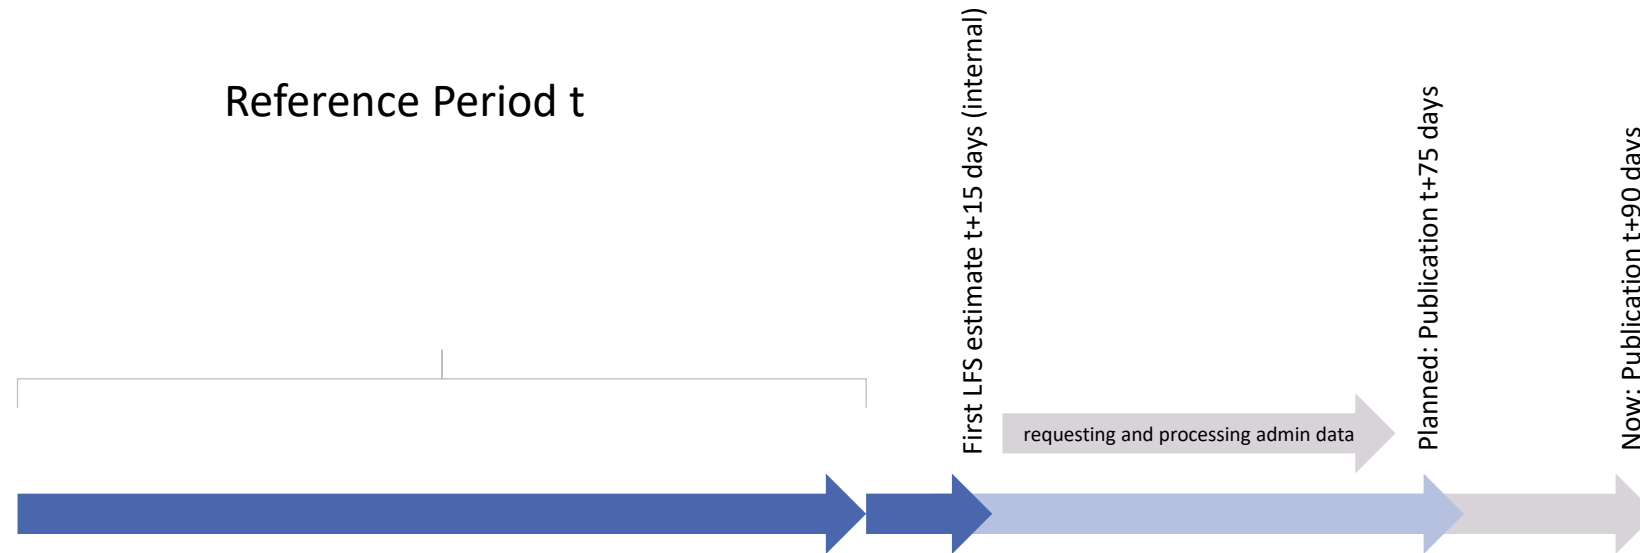 Reference Period t
First LFS estimate t+15 days (internal)
requesting and processing admin data
Planned: Publication t+75 days
Now: Publication t+90 days